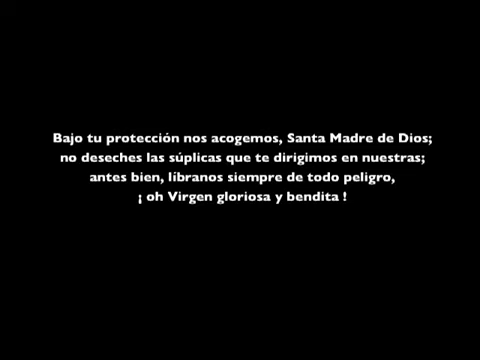 Bajo tu protección nos acogemos, Santa Madre de Dios;
no deseches las súplicas que te dirigimos en nuestras;
antes bien, líbranos siempre de todo peligro,
¡ oh Virgen gloriosa y bendita !